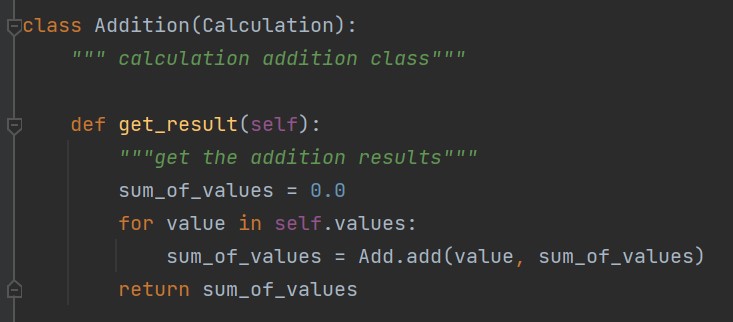 class Addition(Calculation):
    """ calculation addition class"""
    def get_result(self):
        """get the addition results"""
        sum_of_values = 0.0
        for value in self.values:
            sum_of_values = Add.add(value, sum_of_values)
        return sum_of_values